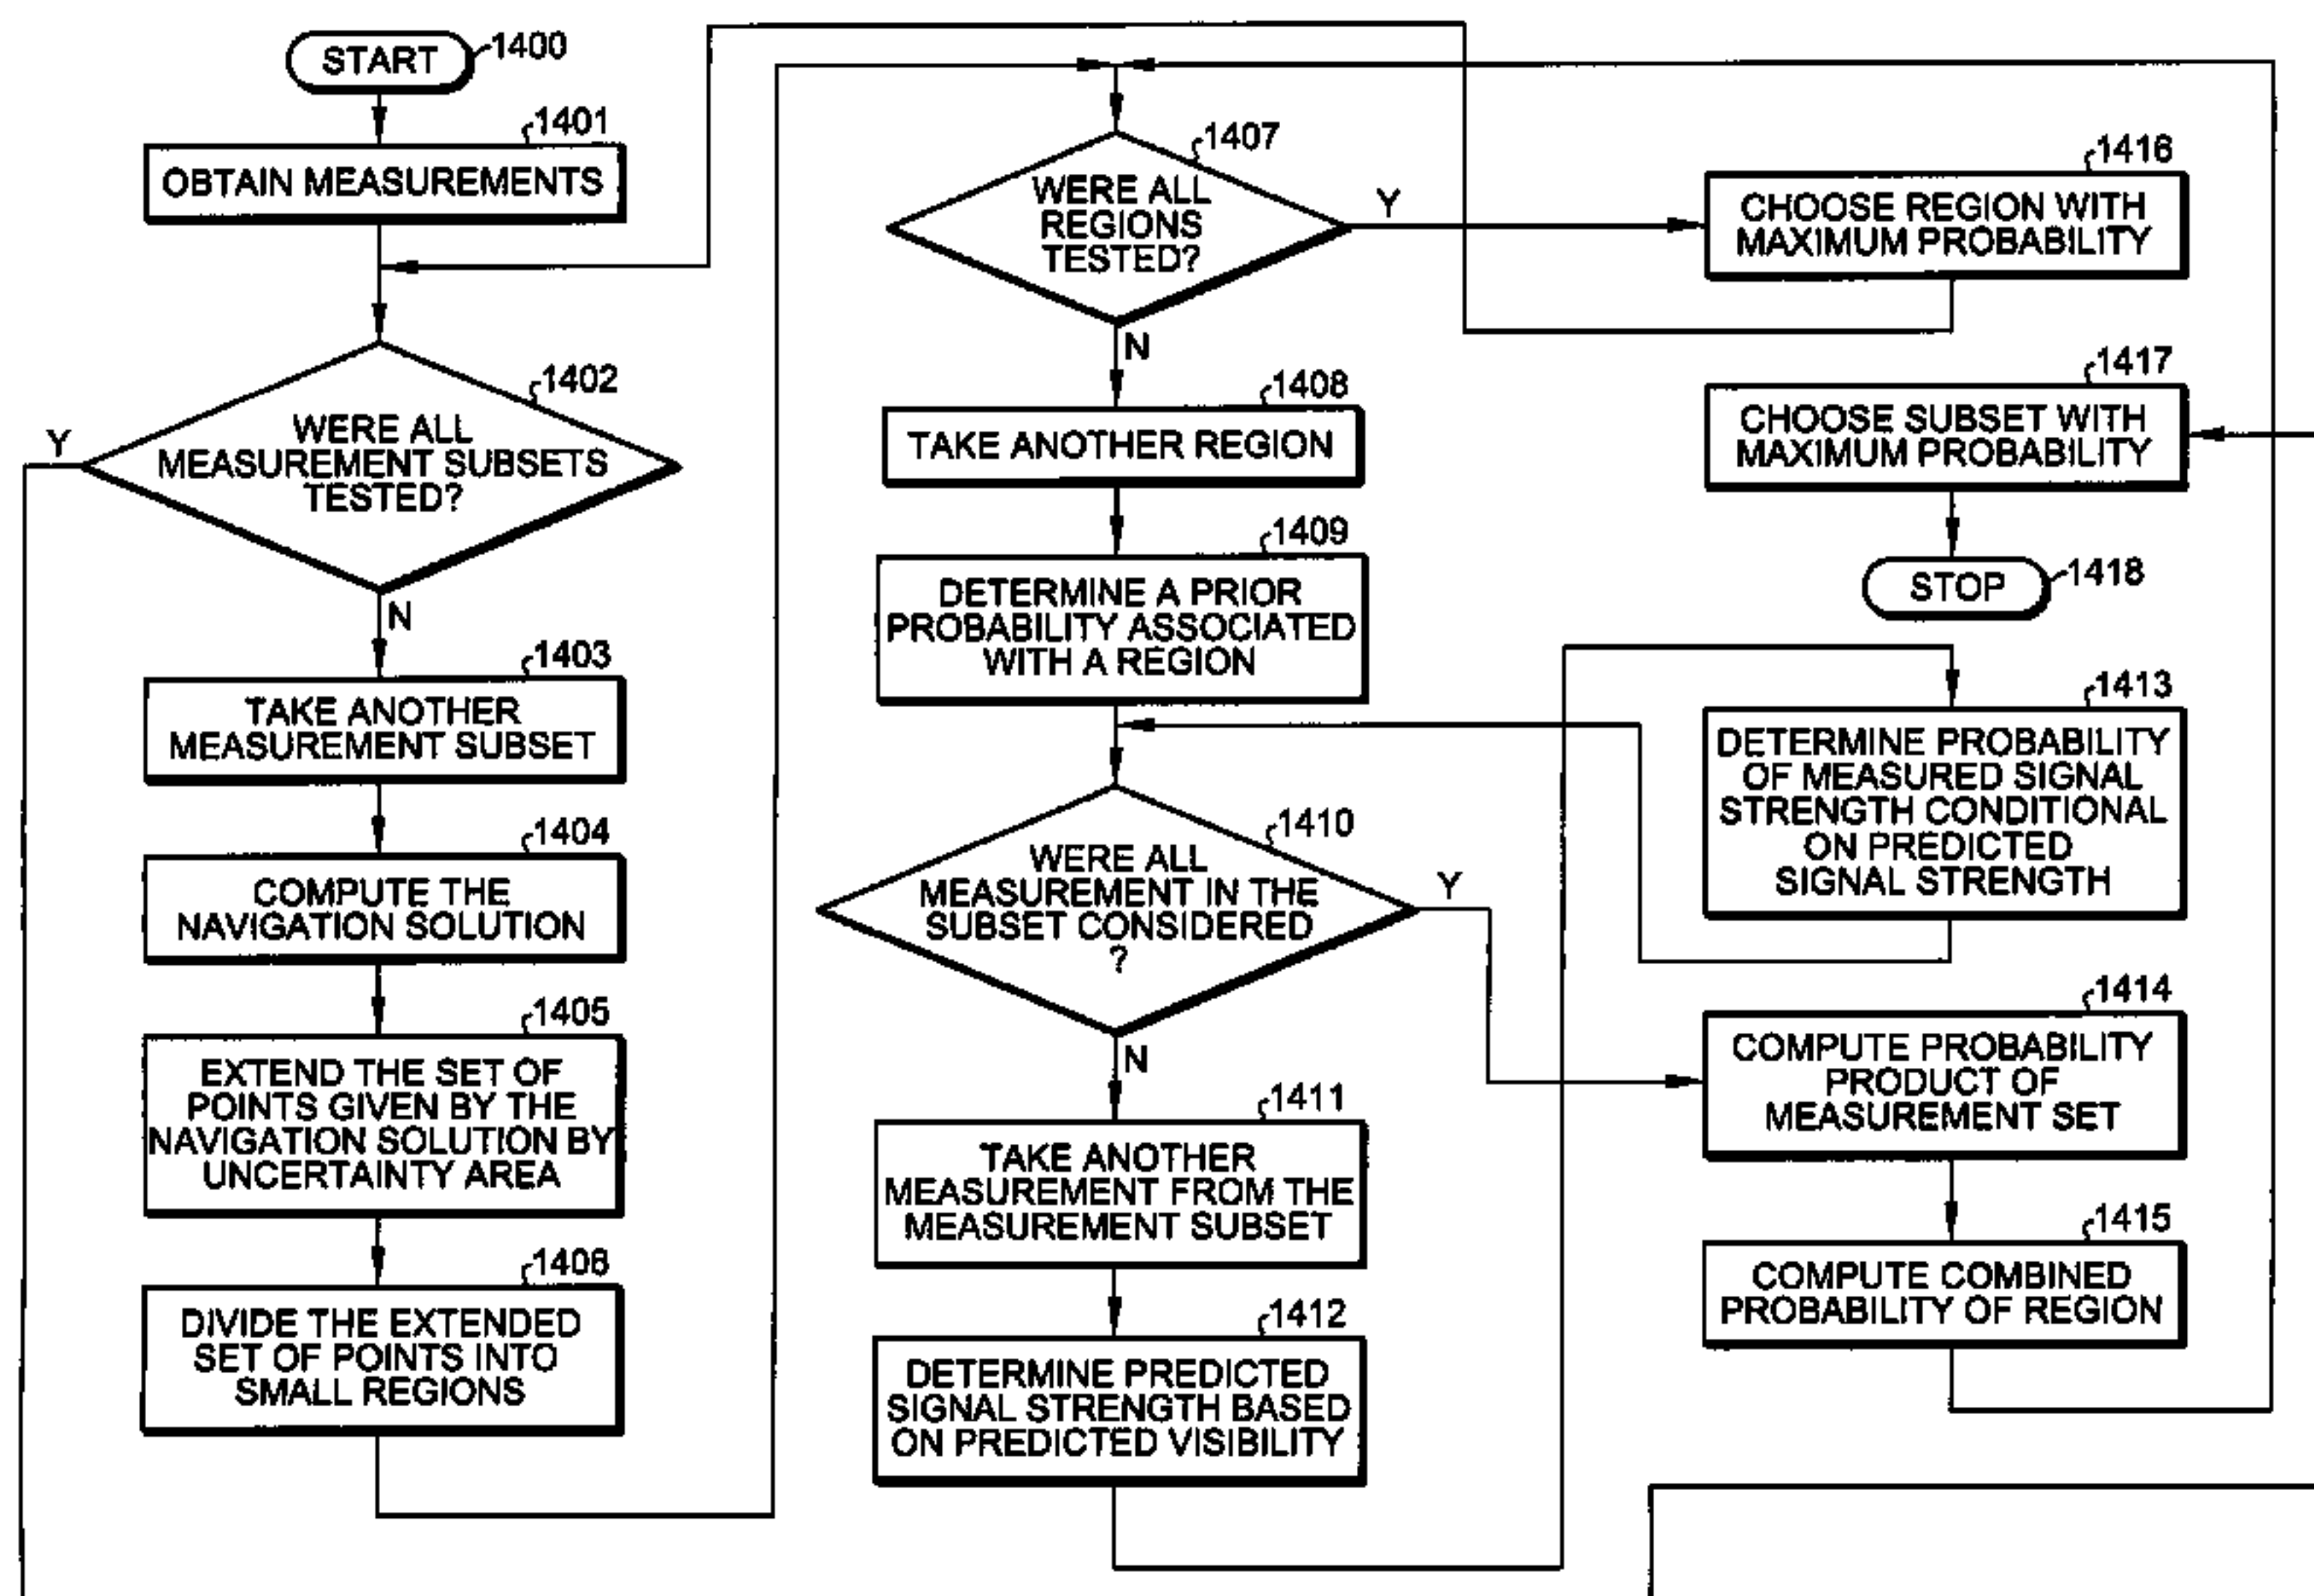 START
1400
1401
OBTAIN MEASUREMENTS
1402
WERE ALL
MEASUREMENT SUBSETS
TESTED?
Y
N
1403
TAKE ANOTHER
MEASUREMENT SUBSET
1404
COMPUTE THE
NAVIGATION SOLUTION
1405
EXTEND THE SET OF
POINTS GIVEN BY THE
NAVIGATION SOLUTION BY
UNCERTAINTY AREA
1406
DIVIDE THE EXTENDED
SET OF POINTS INTO
SMALL REGIONS
1407
WERE ALL
REGIONS
TESTED?
Y
N
1408
TAKE ANOTHER REGION
1409
DETERMINE A PRIOR
PROBABILITY ASSOCIATED
WITH A REGION
1410
WERE ALL
MEASUREMENT IN THE
SUBSET CONSIDERED
?
Y
N
1411
TAKE ANOTHER
MEASUREMENT FROM THE
MEASUREMENT SUBSET
1412
DETERMINE PREDICTED
SIGNAL STRENGTH BASED
ON PREDICTED VISIBILITY
1416
CHOOSE REGION WITH
MAXIMUM PROBABILITY
1417
CHOOSE SUBSET WITH
MAXIMUM PROBABILITY
STOP
1418
1413
DETERMINE PROBABILITY
OF MEASURED SIGNAL
STRENGTH CONDITIONAL
ON PREDICTED
SIGNAL STRENGTH
1414
COMPUTE PROBABILITY
PRODUCT OF
MEASUREMENT SET
1415
COMPUTE COMBINED
PROBABILITY OF REGION